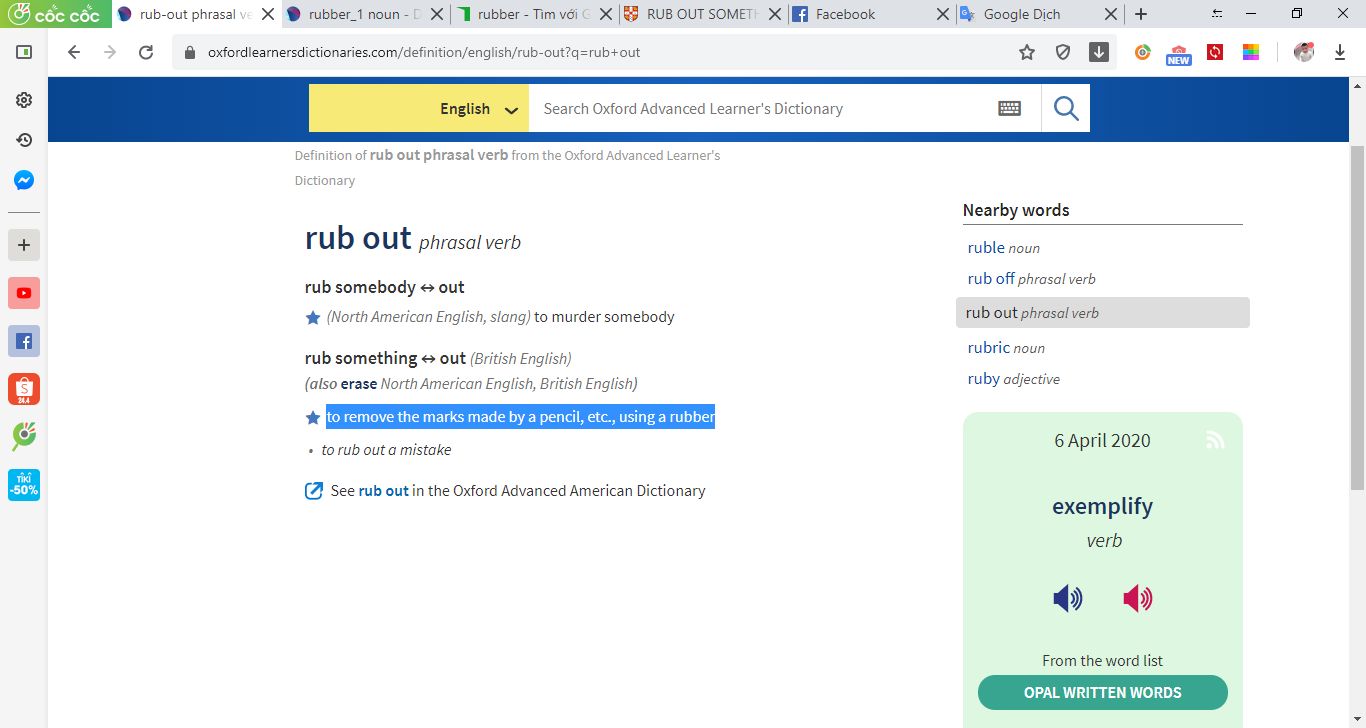 cốc cốc
rub-out phrasal ve
rubber_1 noun - D
rubber - Tìm với G
RUB OUT SOMETH
Facebook
Google Dịch
oxfordlearnersdictionaries.com/definition/english/rub-out?q=rub+out
NEW
English
Search Oxford Advanced Learner's Dictionary
Definition of rub out phrasal verb from the Oxford Advanced Learner's
Dictionary
rub out phrasal verb
rub somebody ↔ out
(North American English, slang) to murder somebody
rub something ↔ out (British English)
(also erase North American English, British English)
to remove the marks made by a pencil, etc., using a rubber
• to rub out a mistake
See rub out in the Oxford Advanced American Dictionary
Nearby words
ruble noun
rub off phrasal verb
rub out phrasal verb
rubric noun
ruby adjective
6 April 2020
exemplify
verb
From the word list
OPAL WRITTEN WORDS
S
24.4
TIKI
-50%